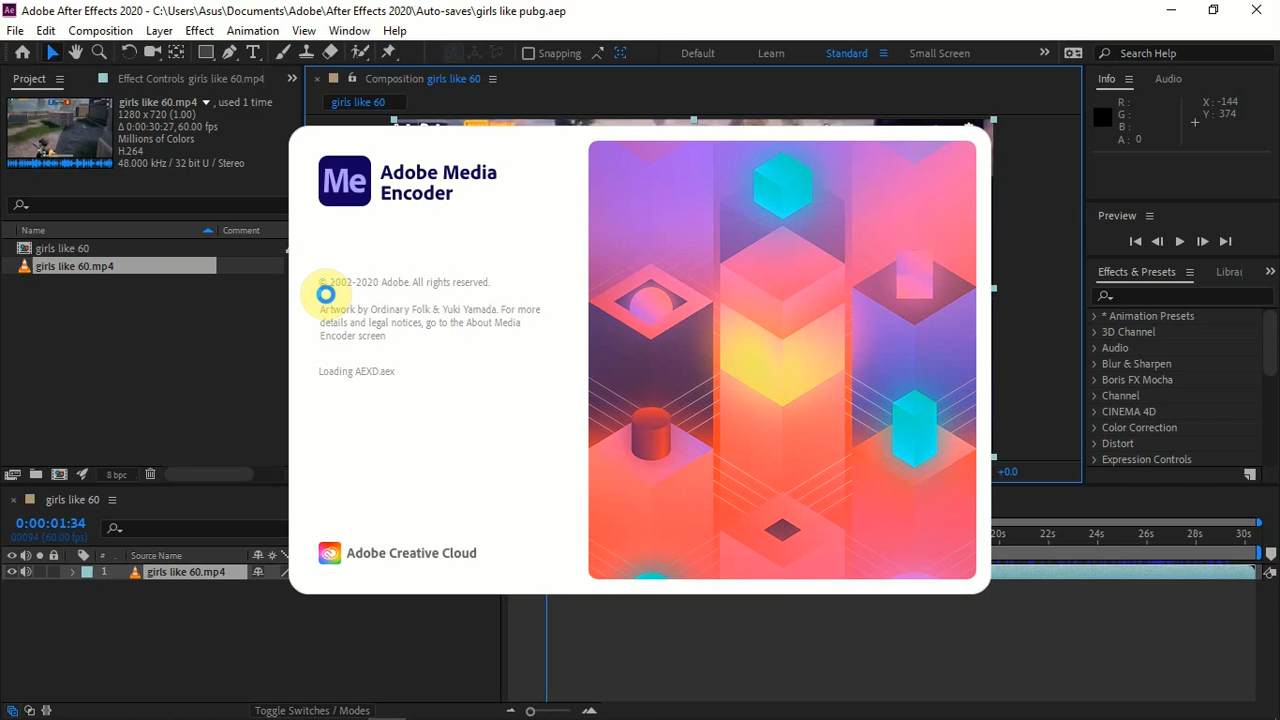 Adobe After Effects 2020 - C:\Users\Asus\Documents\Adobe\After Effects 2020\Auto-saves\girls like pubg.aep
File Edit Composition Layer Effect Animation View Window Help
Snapping Default Learn Standard Small Screen Search Help
Project Effect Controls girls like 60.mp4 Composition girls like 60 Info Audio
girls like 60.mp4 , used 1 time
1280 x 720 (1.00)
Δ 0:00:30:27, 60.00 fps
Millions of Colors
H.264
48.000 kHz / 32 bit U / Stereo
girls like 60
R :
G :
B :
A : 0
X : -144
Y : 374
Me Adobe Media
Encoder
Preview
Name Comment
girls like 60
girls like 60.mp4
Effects & Presets Librai
© 2002-2020 Adobe. All rights reserved.
Artwork by Ordinary Folk & Yuki Yamada. For more
details and legal notices, go to the About Media
Encoder screen
Loading AEXD.aex
* Animation Presets
3D Channel
Audio
Blur & Sharpen
Boris FX Mocha
Channel
CINEMA 4D
Color Correction
Distort
Expression Controls
8 bpc +0.0
girls like 60
0:00:01:34
00094 (60.00 fps)
Adobe Creative Cloud
20s 22s 24s 26s 28s 30s
# Source Name
1 girls like 60.mp4
Toggle Switches / Modes